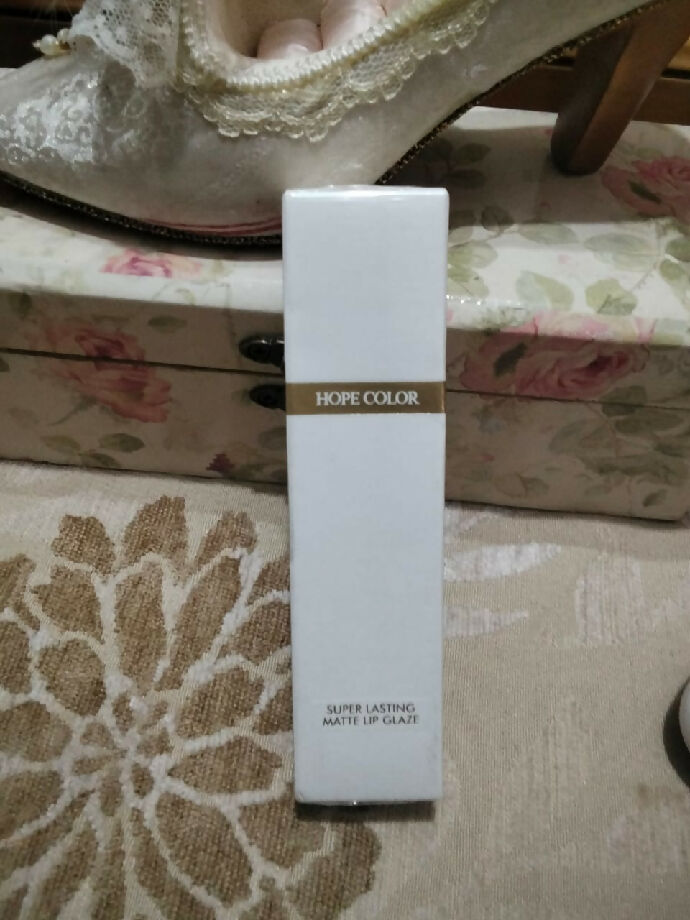 HOPE COLOR
SUPER LASTING
MATTE LIP GLAZE